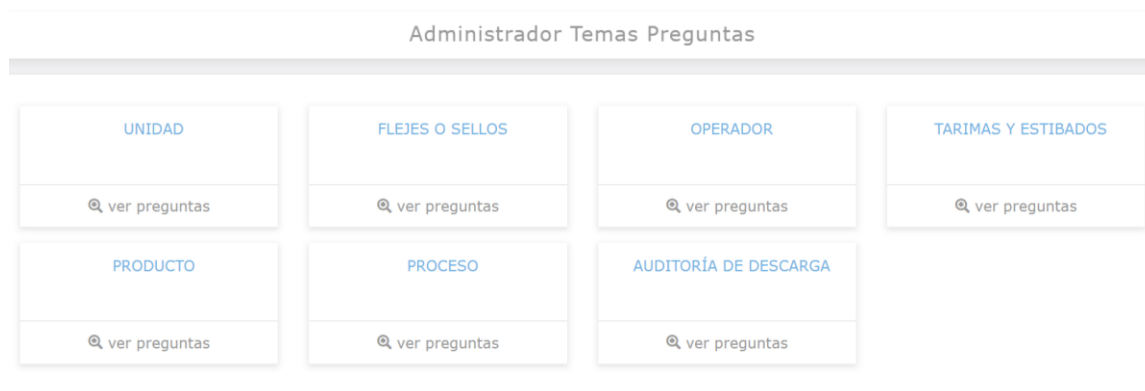 Administrador Temas Preguntas
UNIDAD
FLEJES O SELLOS
OPERADOR
TARIMAS Y ESTIBADOS
ver preguntas
ver preguntas
ver preguntas
ver preguntas
PRODUCTO
PROCESO
AUDITORÍA DE DESCARGA
ver preguntas
ver preguntas
ver preguntas